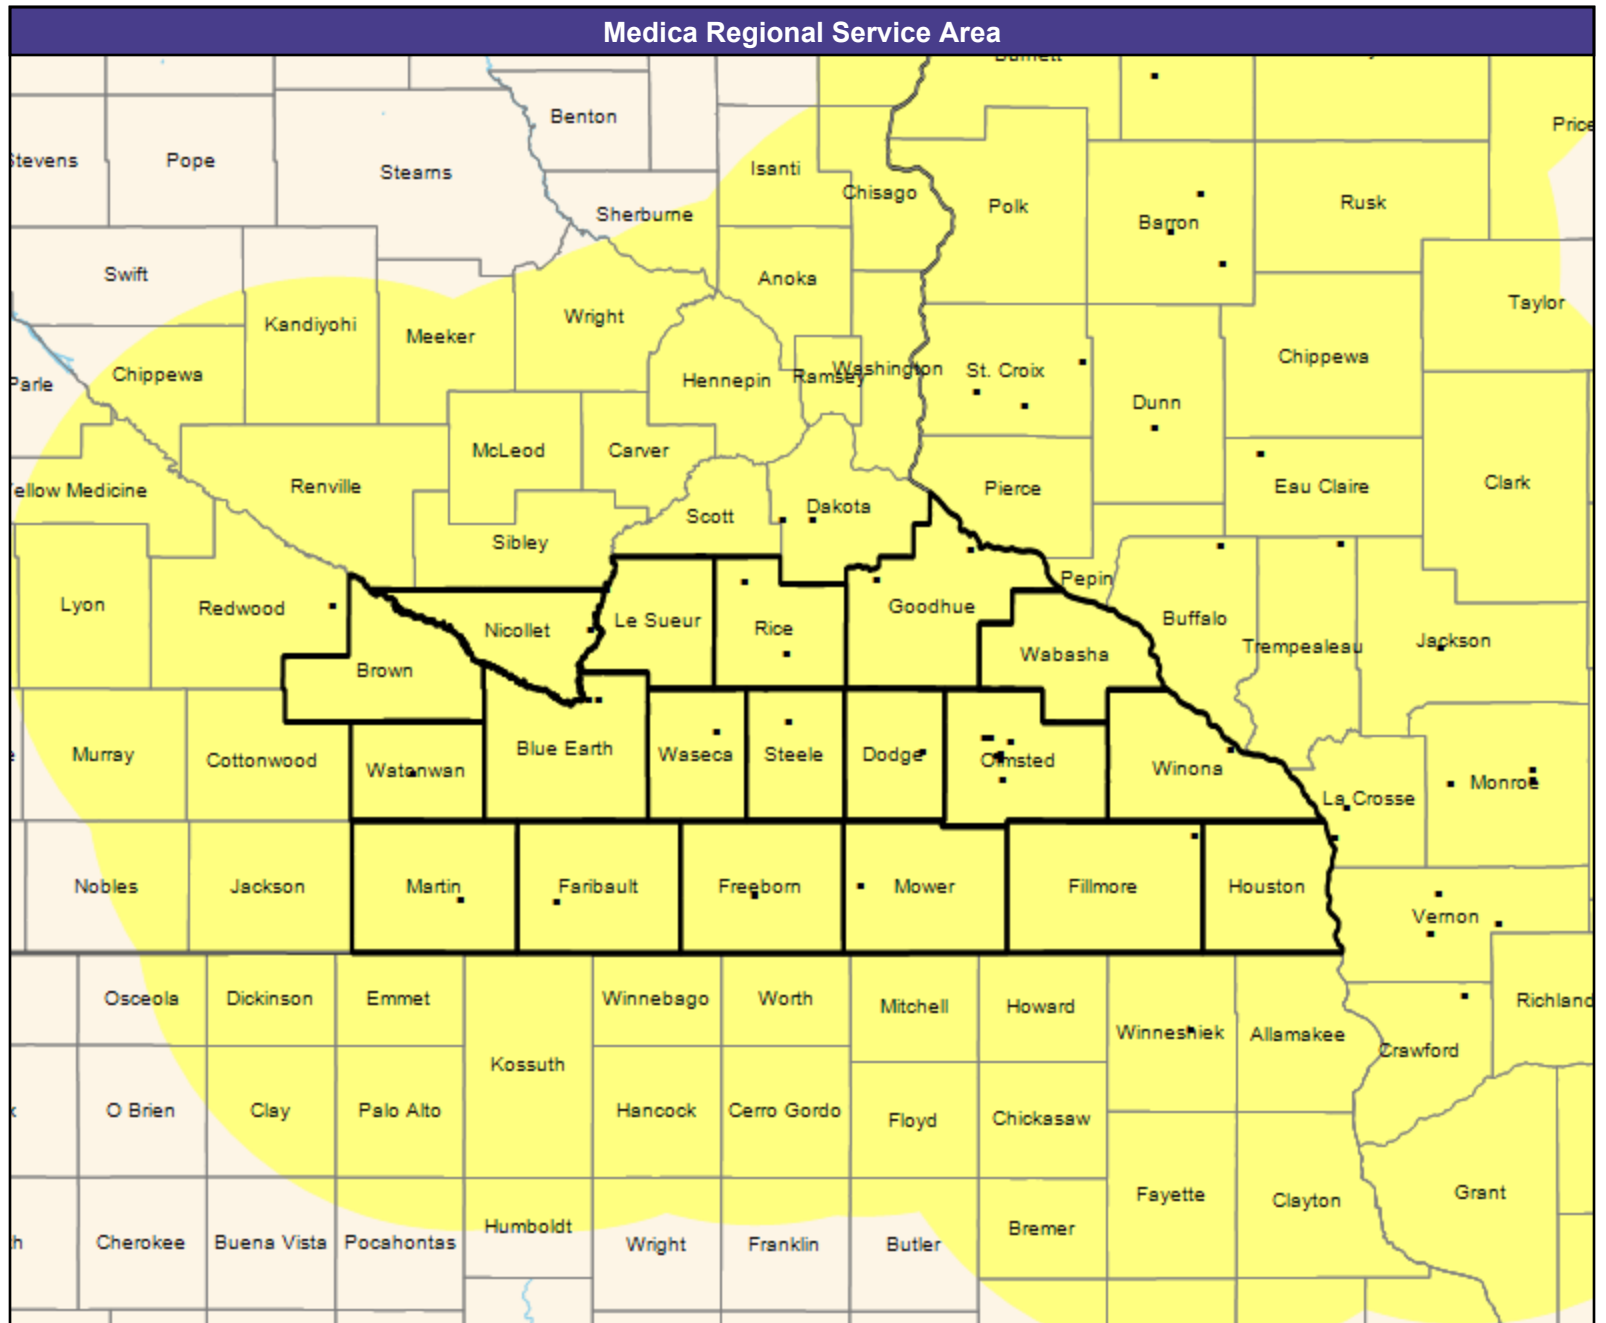 Medica Regional Service Area
Burnett
Benton
Price
Stevens
Pope
Stearns
Isanti
Chisago
Polk
Barron
Rusk
Sherburne
Swift
Anoka
Taylor
Kandiyohi
Meeker
Wright
Chippewa
Parle
Chippewa
Hennepin
Ramsey
Washington
St. Croix
Dunn
McLeod
Carver
Clark
ellow Medicine
Renville
Pierce
Eau Claire
Scott
Dakota
Sibley
Pepin
Lyon
Redwood
Nicollet
Le Sueur
Rice
Goodhue
Buffalo
Trempealeau
Jackson
Brown
Wabasha
Murray
Cottonwood
Watonwan
Blue Earth
Waseca
Steele
Dodge
Olmsted
Winona
La Crosse
Monroe
Nobles
Jackson
Martin
Faribault
Freeborn
Mower
Fillmore
Houston
Vernon
Osceola
Dickinson
Emmet
Winnebago
Worth
Mitchell
Howard
Winneshiek
Allamakee
Crawford
Richland
Kossuth
O Brien
Clay
Palo Alto
Hancock
Cerro Gordo
Floyd
Chickasaw
Fayette
Clayton
Grant
Cherokee
Buena Vista
Pocahontas
Humboldt
Wright
Franklin
Butler
Bremer